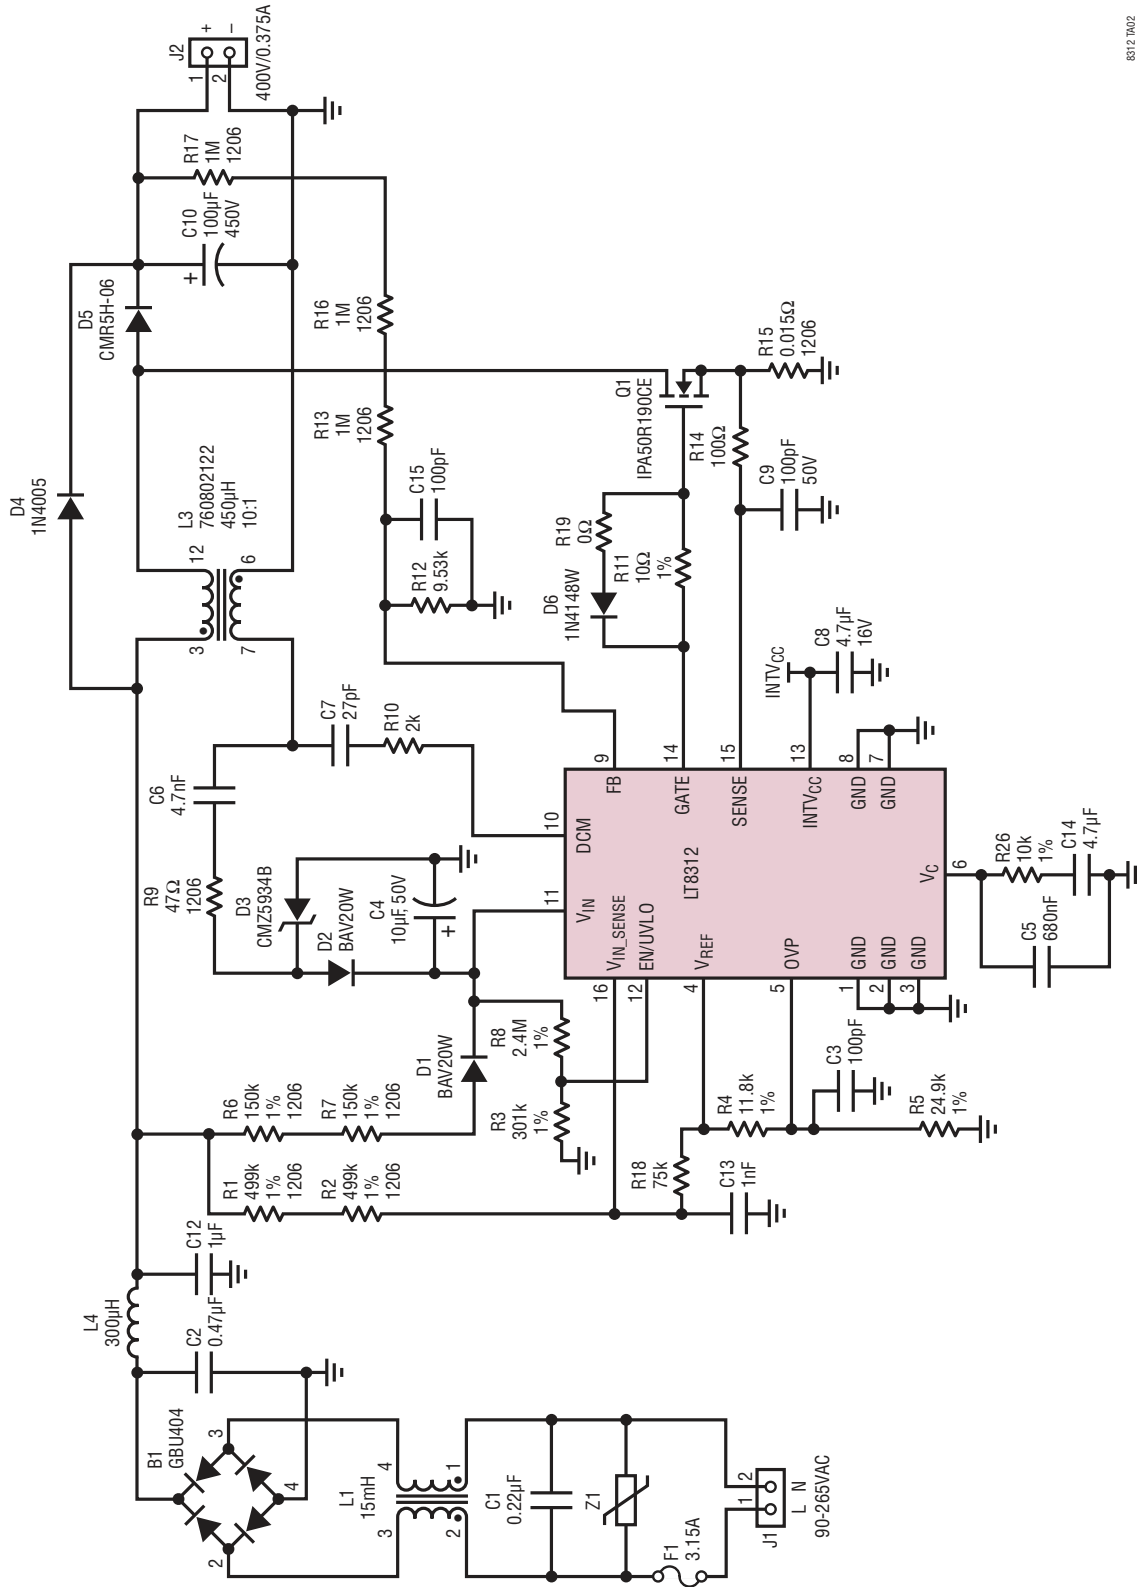 8312 TA02
J2
+
–
1
2
400V/0.375A
R17
1M
1206
C10
100µF
450V
+
D5
CMR5H-06
D4
1N4005
L3
760802122
450µH
10:1
12
6
3
7
R16
1M
1206
R13
1M
1206
C15
100pF
R12
9.53k
Q1
IPA50R190CE
R15
0.015Ω
1206
R14
100Ω
C9
100pF
50V
R19
0Ω
R11
10Ω
1%
D6
1N4148W
INTVCC
C8
4.7µF
16V
C7
27pF
R10
2k
C6
4.7nF
R9
47Ω
1206
D3
CMZ5934B
D2
BAV20W
C4
10µF, 50V
+
10
11
9
14
15
13
8
7
DCM
VIN
FB
GATE
SENSE
INTVCC
GND
GND
LT8312
VC
6
VIN_SENSE
EN/UVLO
VREF
OVP
GND
GND
GND
16
12
4
5
1
2
3
R26
10k
1%
C14
4.7µF
C5
680nF
D1
BAV20W
R8
2.4M
1%
R3
301k
1%
R6
150k
1%
1206
R7
150k
1%
1206
R1
499k
1%
1206
R2
499k
1%
1206
R18
75k
C13
1nF
R4
11.8k
1%
C3
100pF
R5
24.9k
1%
C12
1µF
L4
300µH
C2
0.47µF
B1
GBU404
3
4
2
L1
15mH
4
1
3
2
C1
0.22µF
Z1
F1
3.15A
J1
1
2
L
N
90-265VAC